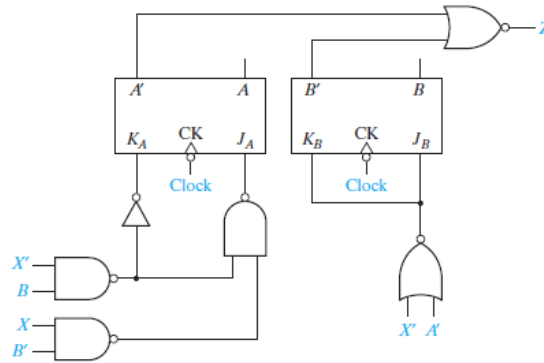 Z
A' A B' B
K_A CK J_A K_B CK J_B
Clock Clock
X'
B
X
B'
X' A'